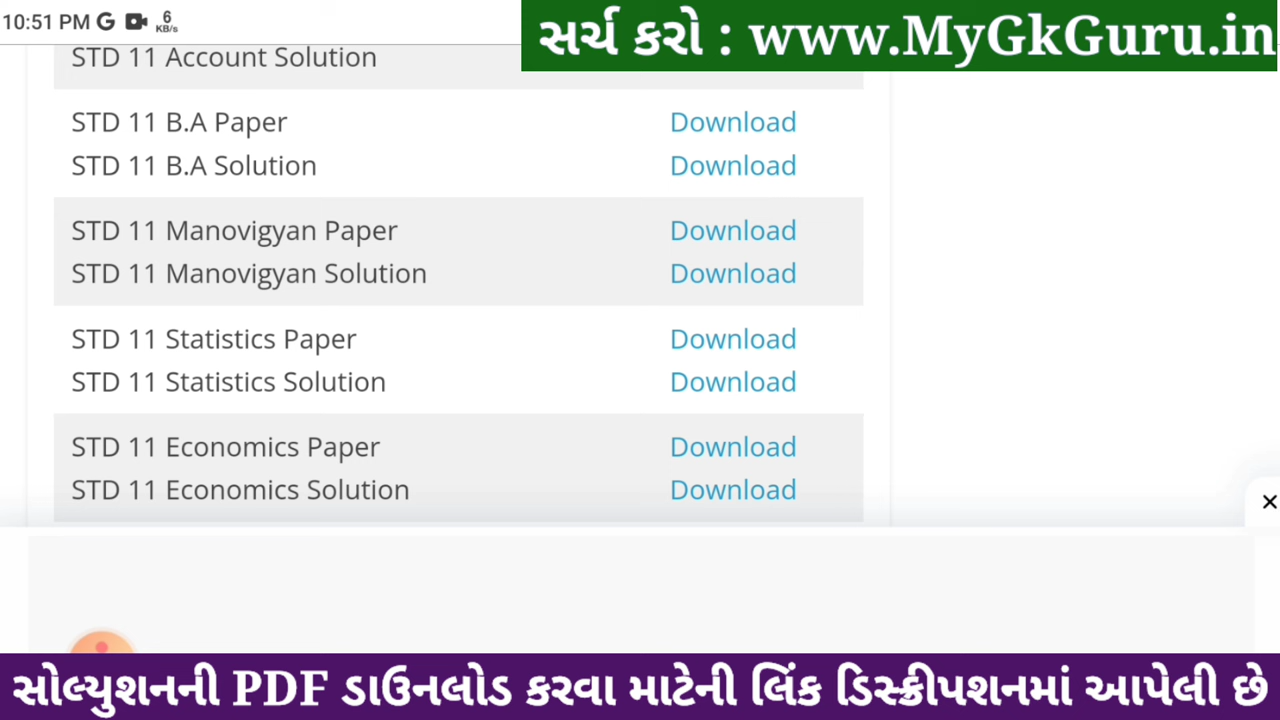 10:51 PM G 6 KB/s
સર્ચ કરો : www.MyGkGuru.in
STD 11 Account Solution
STD 11 B.A Paper Download
STD 11 B.A Solution Download
STD 11 Manovigyan Paper Download
STD 11 Manovigyan Solution Download
STD 11 Statistics Paper Download
STD 11 Statistics Solution Download
STD 11 Economics Paper Download
STD 11 Economics Solution Download
સોલ્યુશનની PDF ડાઉનલોડ કરવા માટેની લિંક ડિસ્ક્રીપશનમાં આપેલી છે